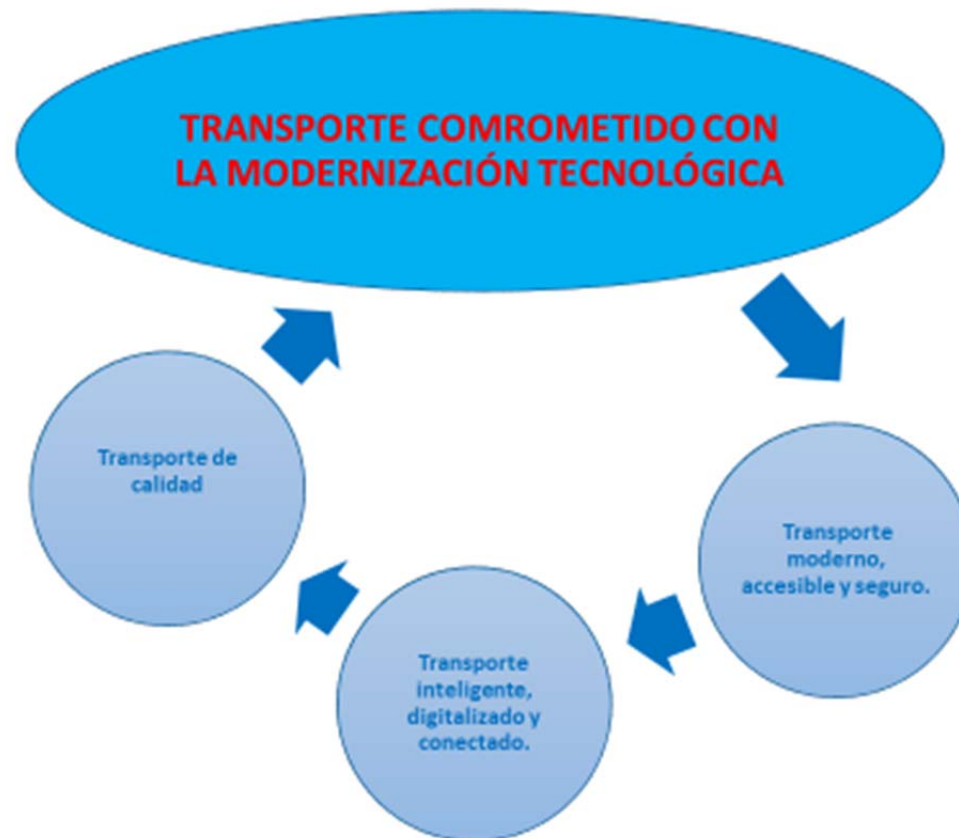 TRANSPORTE COMROMETIDO CON
LA MODERNIZACIÓN TECNOLÓGICA
Transporte de
calidad
Transporte
moderno,
accesible y seguro.
Transporte
inteligente,
digitalizado y
conectado.